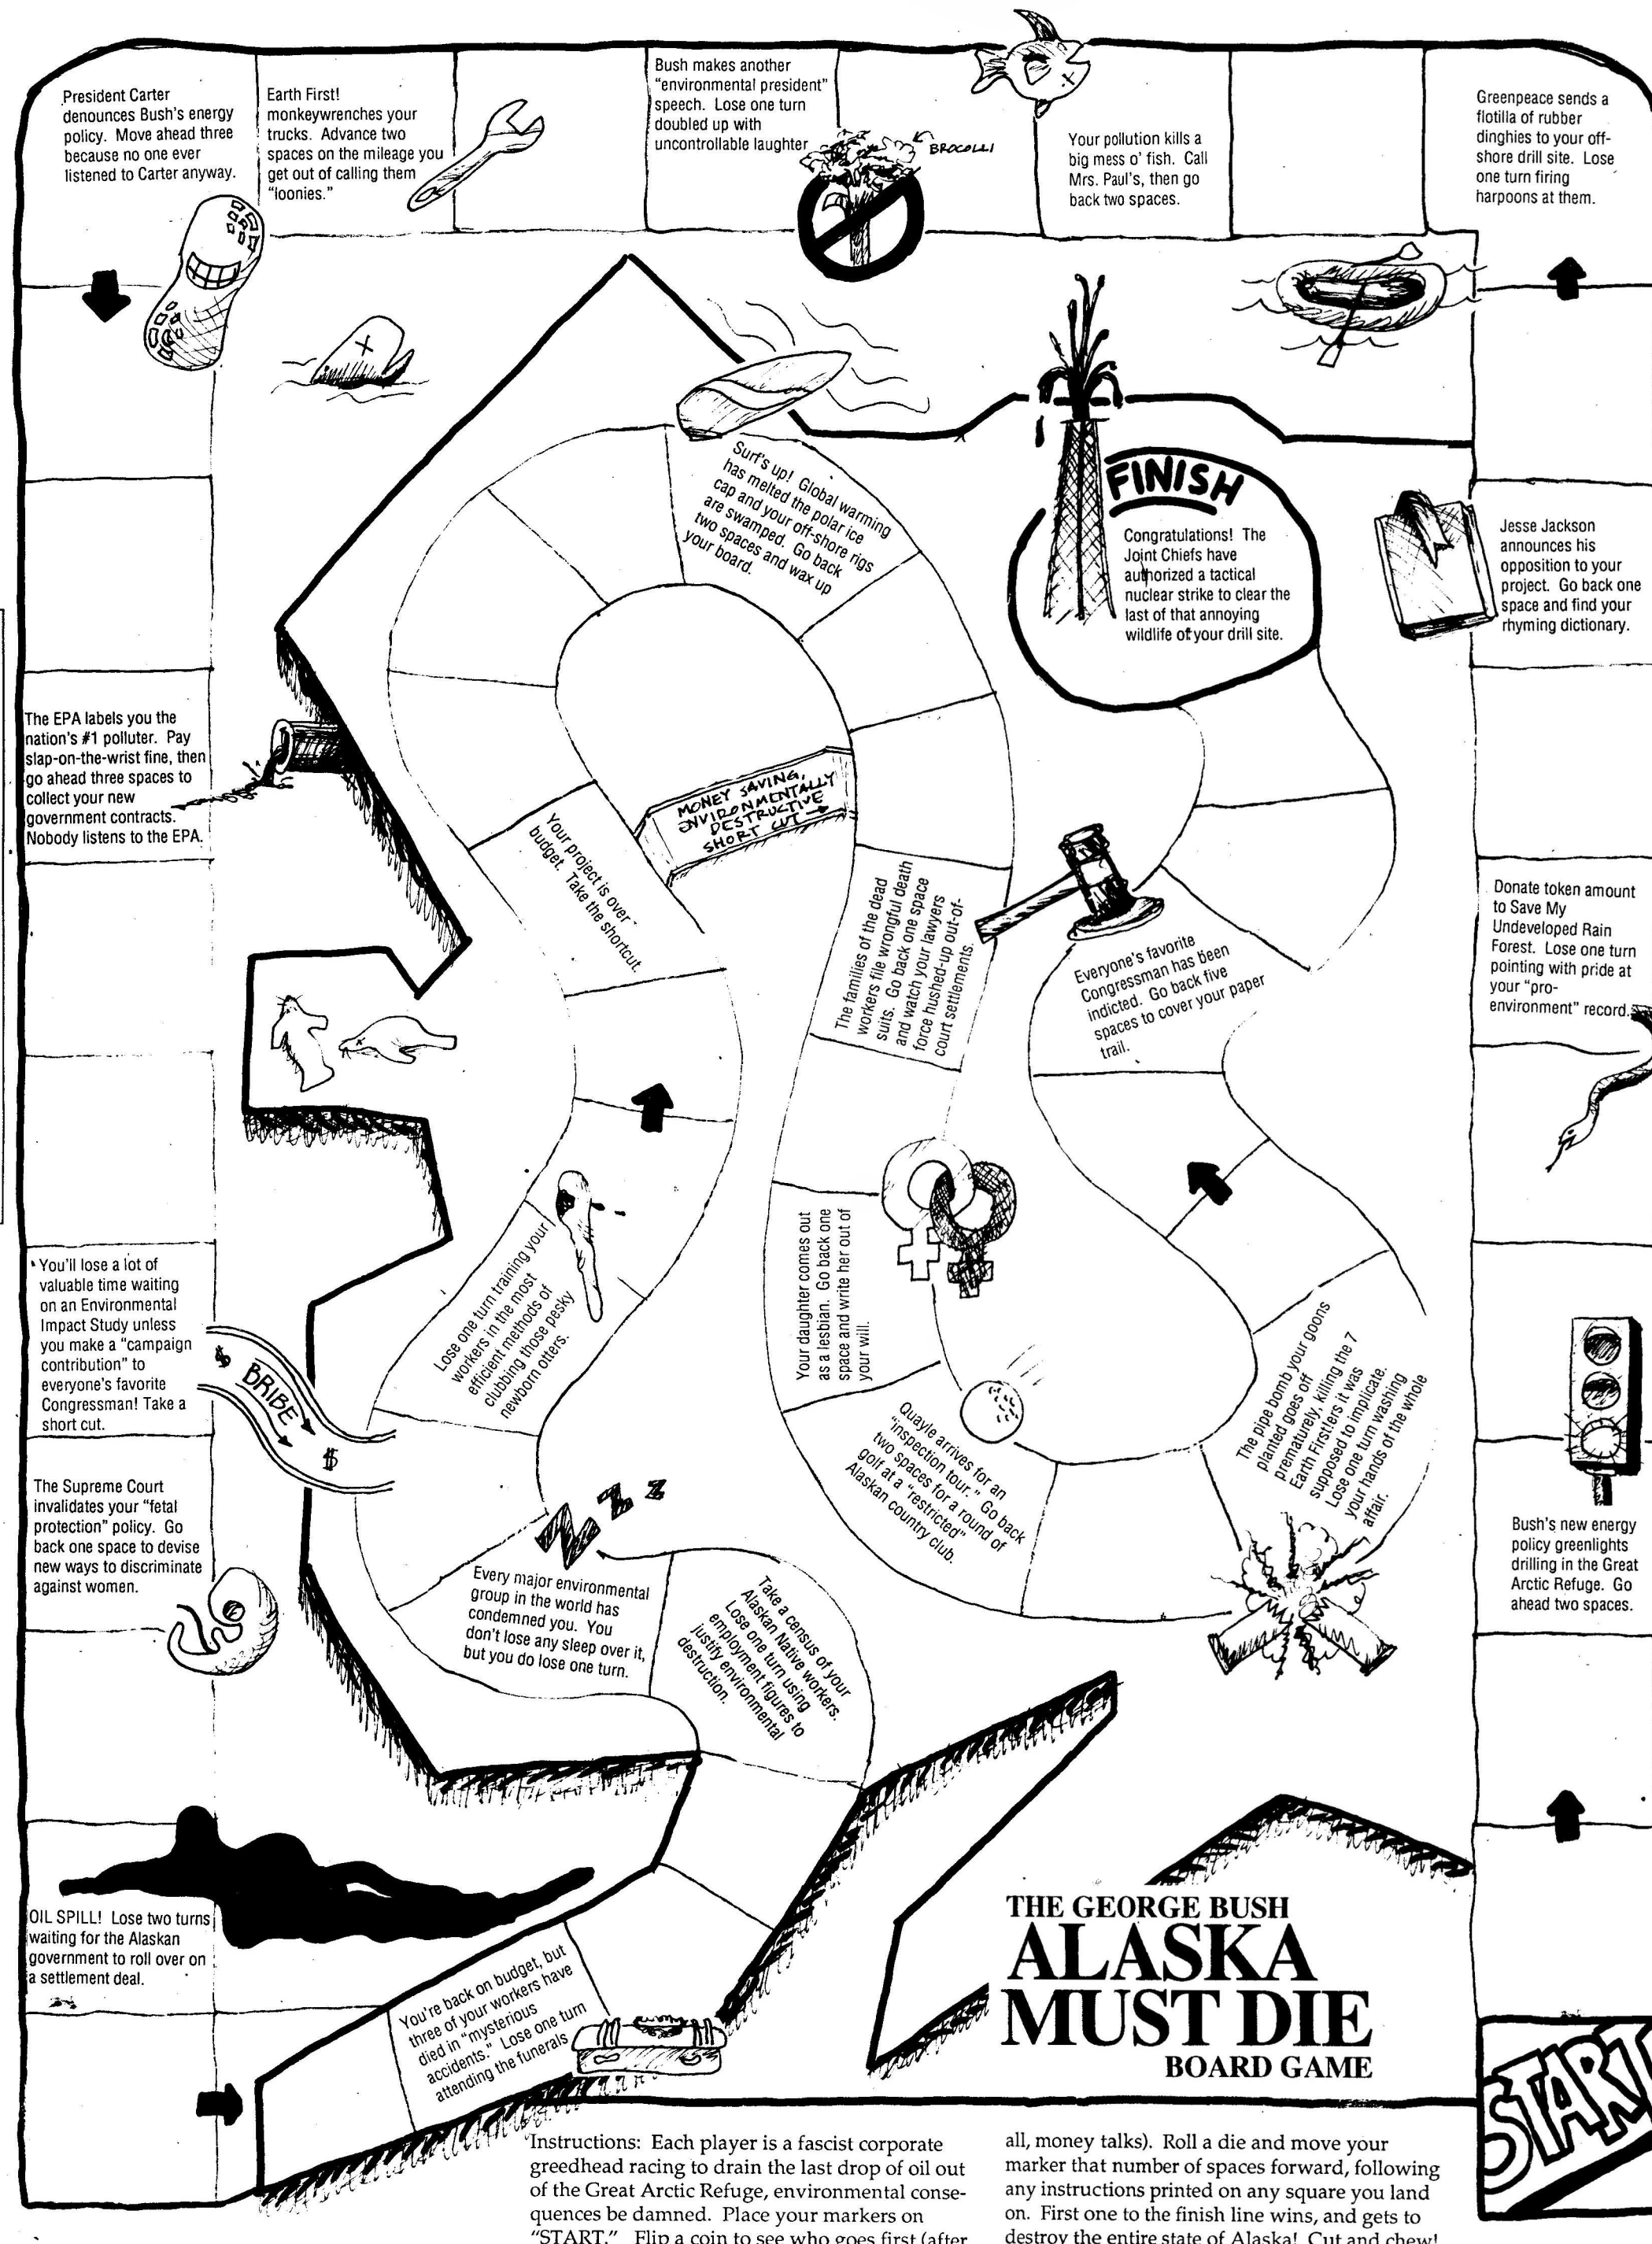 President Carter
denounces Bush's energy
policy. Move ahead three
because no one ever
listened to Carter anyway.
Earth First!
monkeywrenches your
trucks. Advance two
spaces on the mileage you
get out of calling them
"loonies."
Bush makes another
"environmental president"
speech. Lose one turn
doubled up with
uncontrollable laughter
BROCOLLI
Your pollution kills a
big mess o' fish. Call
Mrs. Paul's, then go
back two spaces.
Greenpeace sends a
flotilla of rubber
dinghies to your off-
shore drill site. Lose
one turn firing
harpoons at them.
Surf's up! Global warming
has melted the polar ice
cap and your off-shore rigs
are swamped. Go back
two spaces and wax up
your board.
FINISH
Congratulations! The
Joint Chiefs have
authorized a tactical
nuclear strike to clear the
last of that annoying
wildlife of your drill site.
Jesse Jackson
announces his
opposition to your
project. Go back one
space and find your
rhyming dictionary.
The EPA labels you the
nation's #1 polluter. Pay
slap-on-the-wrist fine, then
go ahead three spaces to
collect your new
government contracts.
Nobody listens to the EPA.
MONEY SAVING,
ENVIRONMENTALLY
DESTRUCTIVE
SHORT CUT
Your project is over
budget. Take the shortcut.
The families of the dead
workers file wrongful death
suits. Go back one space
and watch your lawyers
force hushed-up out-of-
court settlements.
Everyone's favorite
Congressman has been
indicted. Go back five
spaces to cover your paper
trail.
Donate token amount
to Save My
Undeveloped Rain
Forest. Lose one turn
pointing with pride at
your "pro-
environment" record.
You'll lose a lot of
valuable time waiting
on an Environmental
Impact Study unless
you make a "campaign
contribution" to
everyone's favorite
Congressman! Take a
short cut.
$ BRIBE $
Lose one turn training your
workers in the most
efficient methods of
clubbing those pesky
newborn otters.
Your daughter comes out
as a lesbian. Go back one
space and write her out of
your will.
Quayle arrives for an
"inspection tour." Go back
two spaces for a round of
golf at a "restricted"
Alaskan country club.
The pipe bomb your goons
planted goes off
prematurely, killing the 7
Earth Firstlers it was
supposed to implicate.
Lose one turn washing
your hands of the whole
affair.
The Supreme Court
invalidates your "fetal
protection" policy. Go
back one space to devise
new ways to discriminate
against women.
Z z z
Every major environmental
group in the world has
condemned you. You
don't lose any sleep over it,
but you do lose one turn.
Take a census of your
Alaskan Native workers.
Lose one turn using
employment figures to
justify environmental
destruction.
Bush's new energy
policy greenlights
drilling in the Great
Arctic Refuge. Go
ahead two spaces.
OIL SPILL! Lose two turns
waiting for the Alaskan
government to roll over on
a settlement deal.
You're back on budget, but
three of your workers have
died in "mysterious
accidents." Lose one turn
attending the funerals
THE GEORGE BUSH
ALASKA
MUST DIE
BOARD GAME
START
Instructions: Each player is a fascist corporate
greedhead racing to drain the last drop of oil out
of the Great Arctic Refuge, environmental conse-
quences be damned. Place your markers on
"START." Flip a coin to see who goes first (after
all, money talks). Roll a die and move your
marker that number of spaces forward, following
any instructions printed on any square you land
on. First one to the finish line wins, and gets to
destroy the entire state of Alaska! Cut and chew!